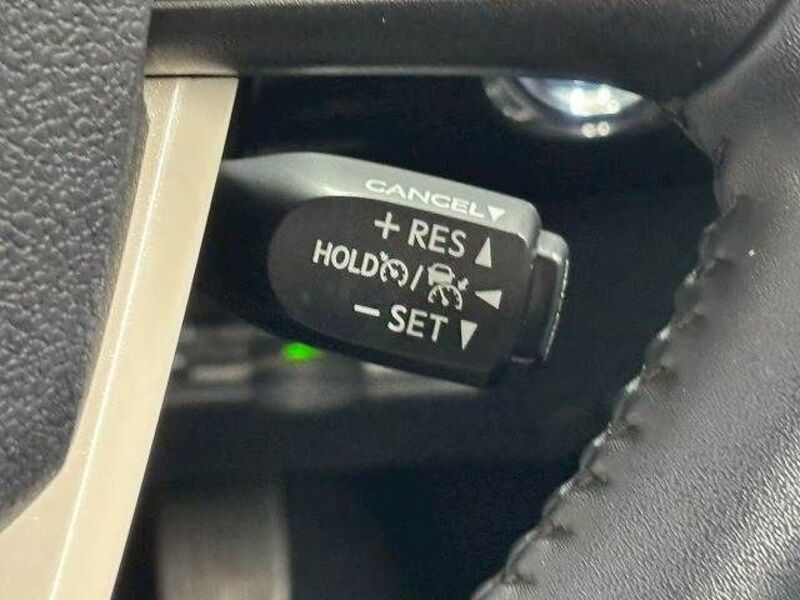 CANCEL▼
+ RES ▲
HOLD / ◀
− SET ▼